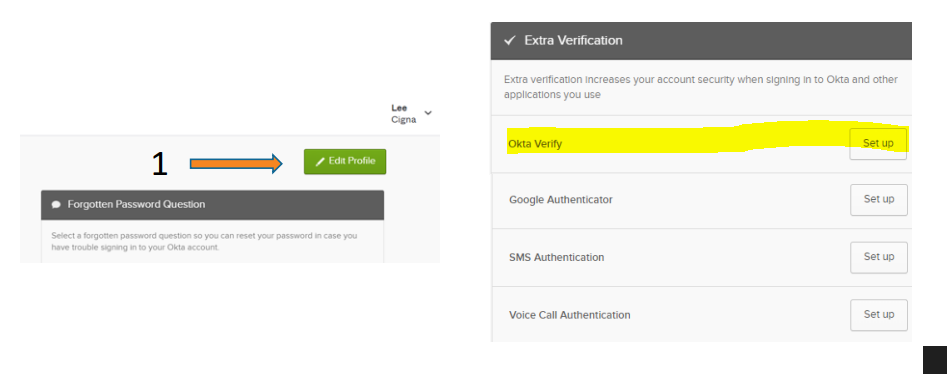 Lee
Cigna
1
Edit Profile
Forgotten Password Question
Select a forgotten password question so you can reset your password in case you
have trouble signing in to your Okta account.
Extra Verification
Extra verification increases your account security when signing in to Okta and other
applications you use
Okta Verify
Set up
Google Authenticator
Set up
SMS Authentication
Set up
Voice Call Authentication
Set up